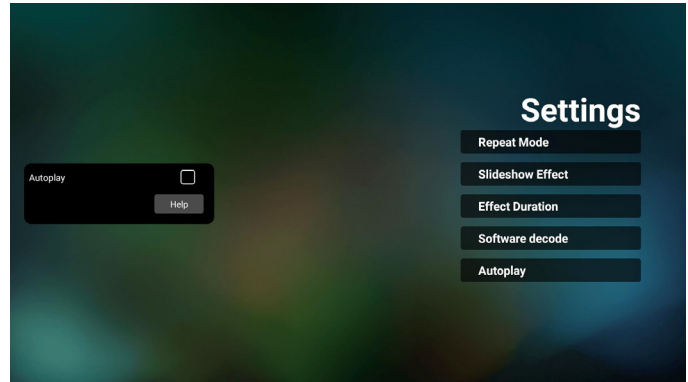 Settings
Repeat Mode
Slideshow Effect
Effect Duration
Software decode
Autoplay
Autoplay
Help